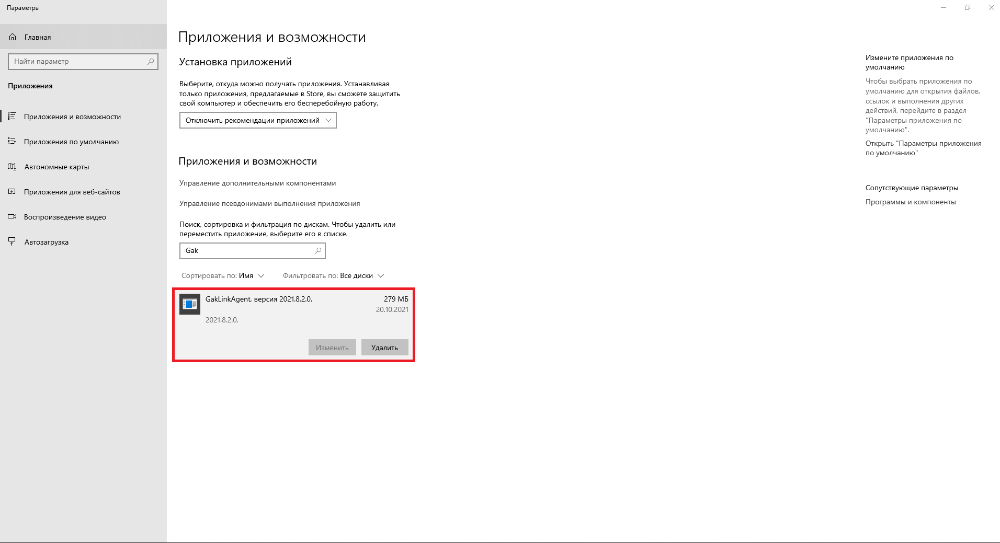 Параметры
Главная
Найти параметр
Приложения
Приложения и возможности
Приложения по умолчанию
Автономные карты
Приложения для веб-сайтов
Воспроизведение видео
Автозагрузка
Приложения и возможности
Установка приложений
Выберите, откуда можно получать приложения. Устанавливая
только приложения, предлагаемые в Store, вы сможете защитить
свой компьютер и обеспечить его бесперебойную работу.
Отключить рекомендации приложений
Приложения и возможности
Управление дополнительными компонентами
Управление псевдонимами выполнения приложения
Поиск, сортировка и фильтрация по дискам. Чтобы удалить или
переместить приложение, выберите его в списке.
Gak
Сортировать по: Имя Фильтровать по: Все диски
GakLinkAgent, версия 2021.8.2.0. 279 МБ
20.10.2021
2021.8.2.0.
Изменить Удалить
Измените приложения по
умолчанию
Чтобы выбрать приложения по
умолчанию для открытия файлов,
ссылок и выполнения других
действий, перейдите в раздел
"Параметры приложения по
умолчанию".
Открыть "Параметры приложения
по умолчанию"
Сопутствующие параметры
Программы и компоненты